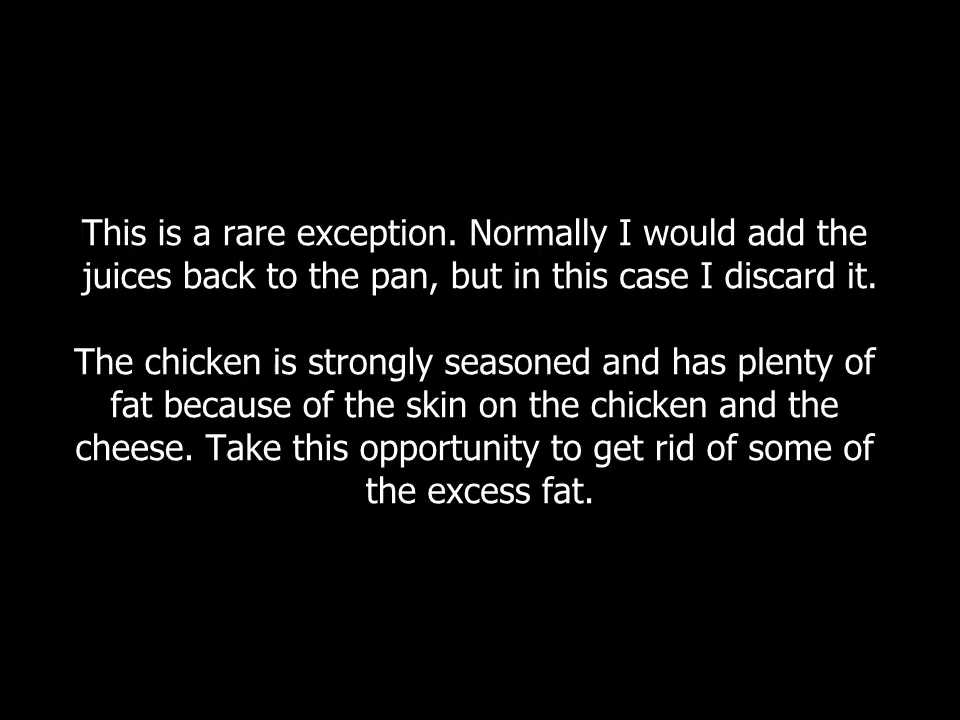 This is a rare exception. Normally I would add the
juices back to the pan, but in this case I discard it.
The chicken is strongly seasoned and has plenty of
fat because of the skin on the chicken and the
cheese. Take this opportunity to get rid of some of
the excess fat.